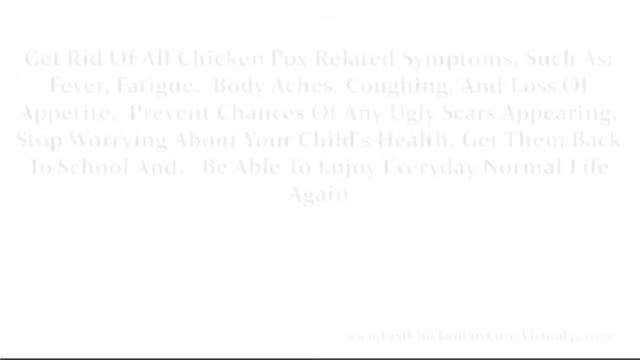 Get Rid Of All Chicken Pox Related Symptoms, Such As:
Fever, Fatigue.  Body Aches, Coughing, And Loss Of
Appetite.  Prevent Chances Of Any Ugly Scars Appearing,
Stop Worrying About Your Child's Health, Get Them Back
To School And.   Be Able To Enjoy Everyday Normal Life
Again